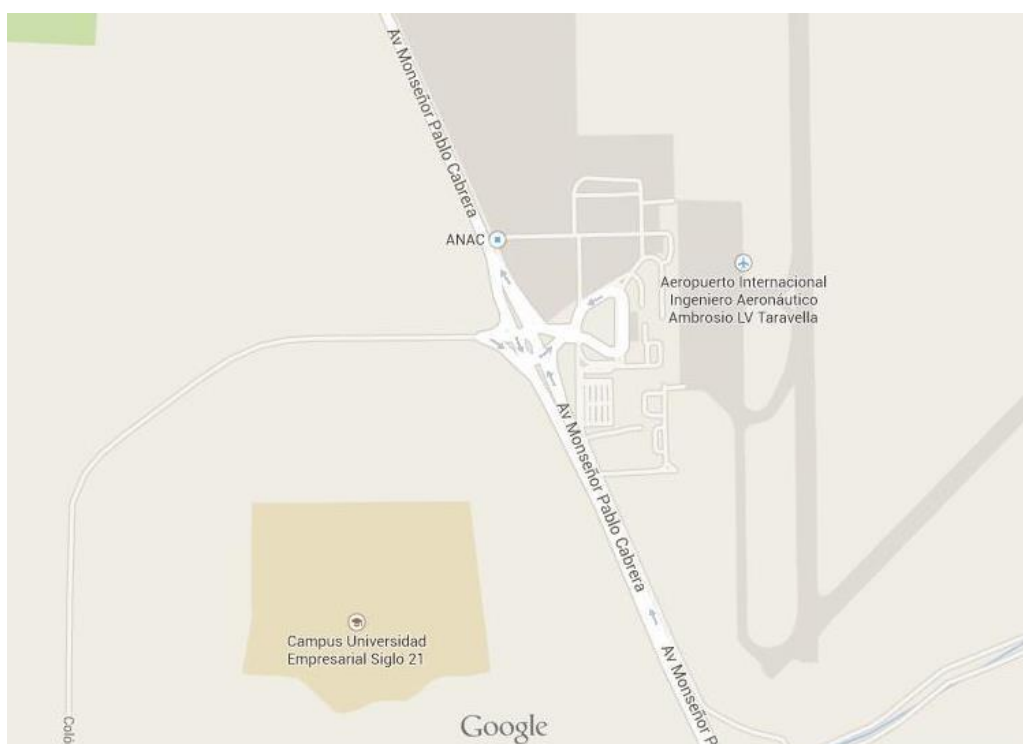 Av Monseñor Pablo Cabrera
ANAC
Aeropuerto Internacional
Ingeniero Aeronáutico
Ambrosio LV Taravella
Av Monseñor Pablo Cabrera
Campus Universidad
Empresarial Siglo 21
Av Monseñor P
Coló
Google